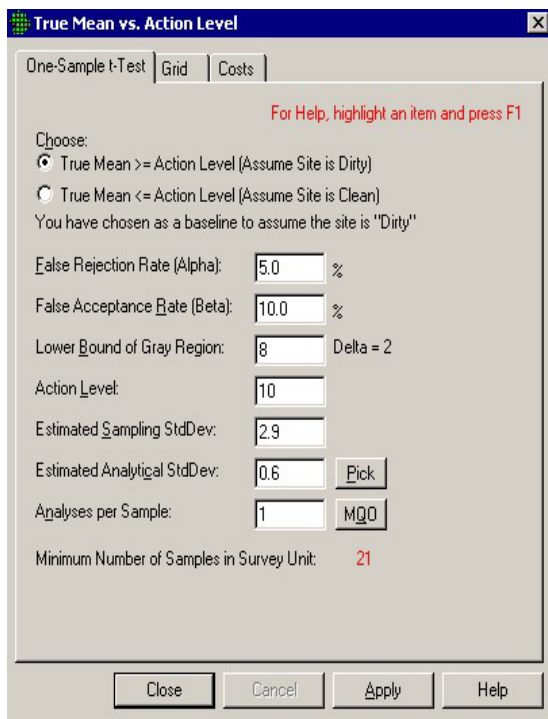 True Mean vs. Action Level
One-Sample t-Test Grid Costs
For Help, highlight an item and press F1
Choose:
True Mean >= Action Level (Assume Site is Dirty)
True Mean <= Action Level (Assume Site is Clean)
You have chosen as a baseline to assume the site is "Dirty"
False Rejection Rate (Alpha): 5.0 %
False Acceptance Rate (Beta): 10.0 %
Lower Bound of Gray Region: 8 Delta = 2
Action Level: 10
Estimated Sampling StdDev: 2.9
Estimated Analytical StdDev: 0.6 Pick
Analyses per Sample: 1 MQO
Minimum Number of Samples in Survey Unit: 21
Close Cancel Apply Help